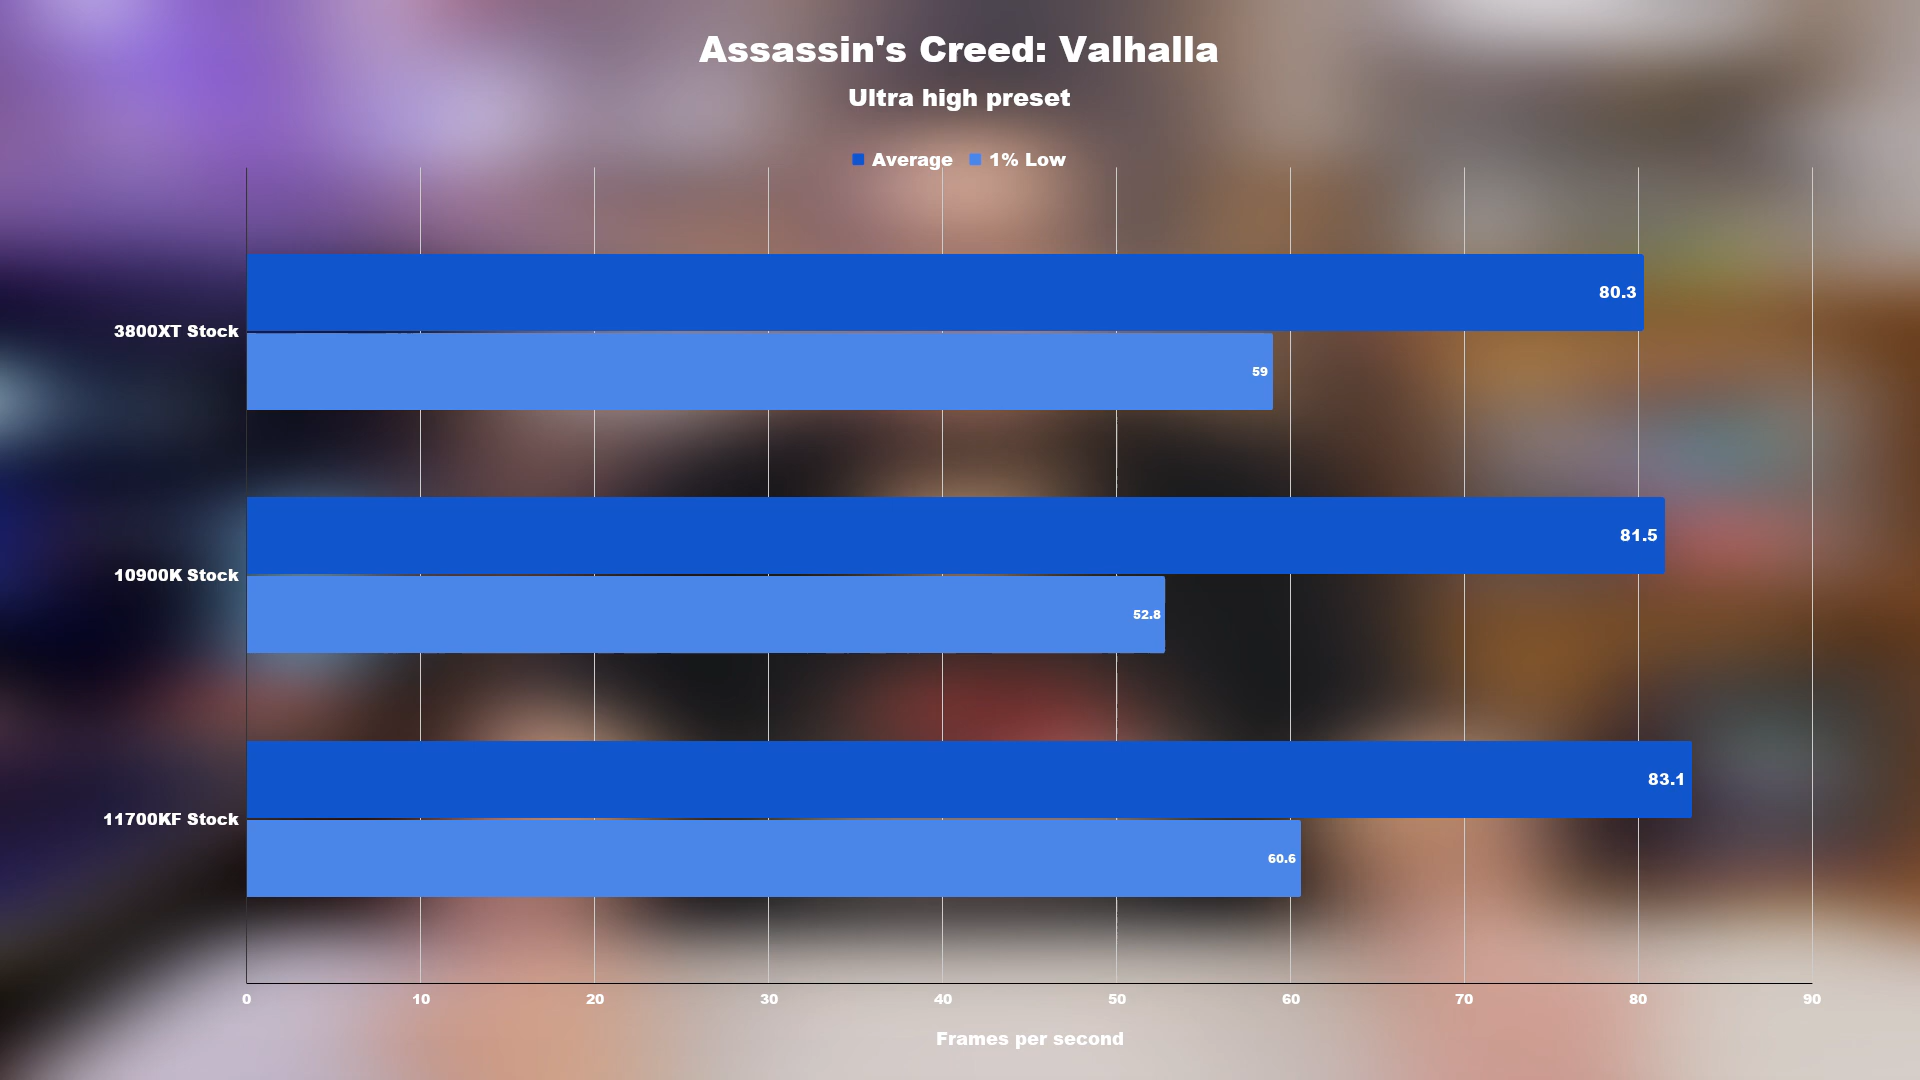 Assassin's Creed: Valhalla
Ultra high preset
Average 1% Low
3800XT Stock
80.3
59
10900K Stock
81.5
52.8
11700KF Stock
83.1
60.6
0 10 20 30 40 50 60 70 80 90
Frames per second